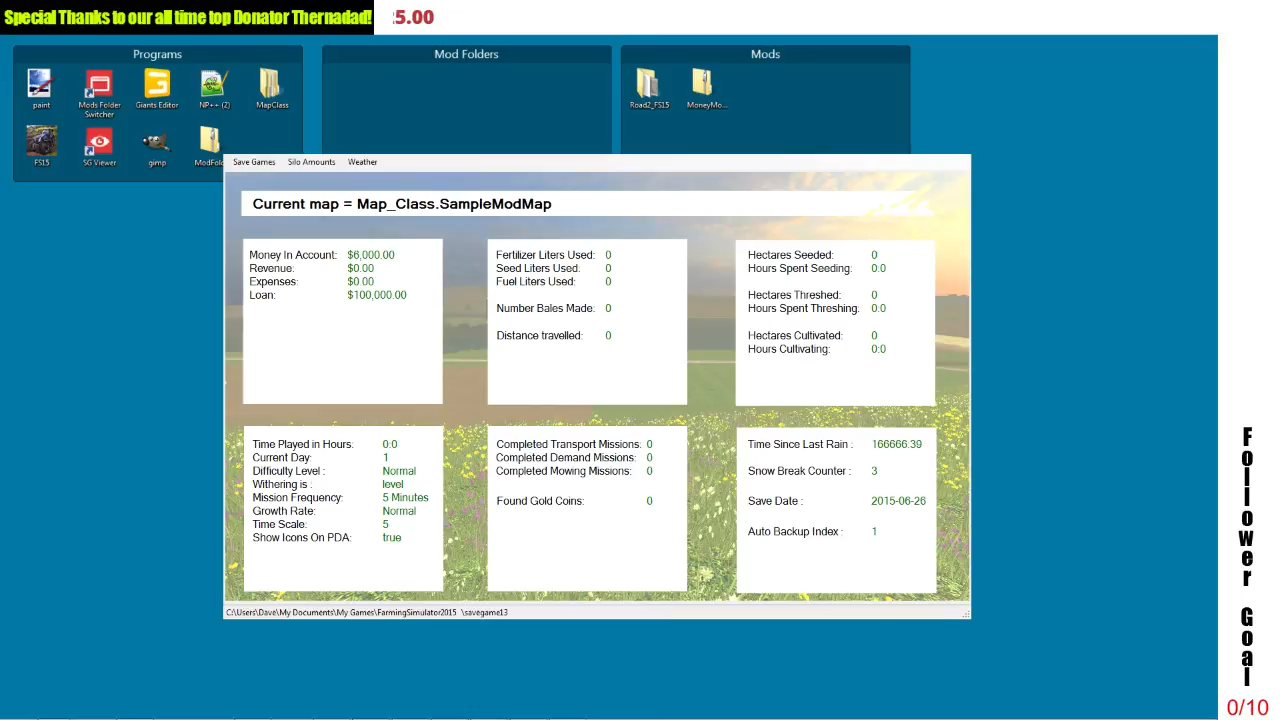 Special Thanks to our all time top Donator Thernadad!
5.00
Programs
Mod Folders
Mods
paint
Mods Folder Switcher
Giants Editor
NP++ (2)
MapClass
Road2_FS15
MoneyMo...
FS15
SG Viewer
gimp
ModFol
Save Games
Silo Amounts
Weather
Current map = Map_Class.SampleModMap
Money In Account: $6,000.00
Revenue: $0.00
Expenses: $0.00
Loan: $100,000.00
Fertilizer Liters Used: 0
Seed Liters Used: 0
Fuel Liters Used: 0
Number Bales Made: 0
Distance travelled: 0
Hectares Seeded: 0
Hours Spent Seeding: 0:0
Hectares Threshed: 0
Hours Spent Threshing: 0:0
Hectares Cultivated: 0
Hours Cultivating: 0:0
Time Played in Hours: 0:0
Current Day: 1
Difficulty Level : Normal
Withering is : level
Mission Frequency: 5 Minutes
Growth Rate: Normal
Time Scale: 5
Show Icons On PDA: true
Completed Transport Missions: 0
Completed Demand Missions: 0
Completed Mowing Missions: 0
Found Gold Coins: 0
Time Since Last Rain : 166666:39
Snow Break Counter : 3
Save Date : 2015-06-26
Auto Backup Index : 1
C:\Users\Dave\My Documents\My Games\FarmingSimulator2015 \savegame13
Follower Goal
0/10